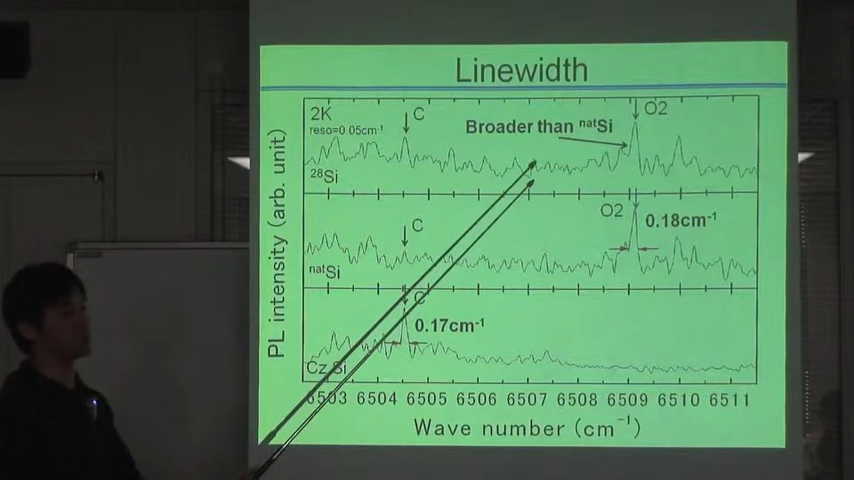 Linewidth
2K
reso=0.05cm⁻¹
C
Broader than ⁿᵃᵗSi
O2
²⁸Si
C
O2
0.18cm⁻¹
ⁿᵃᵗSi
C
0.17cm⁻¹
Cz Si
PL intensity (arb. unit)
6503 6504 6505 6506 6507 6508 6509 6510 6511
Wave number (cm⁻¹)